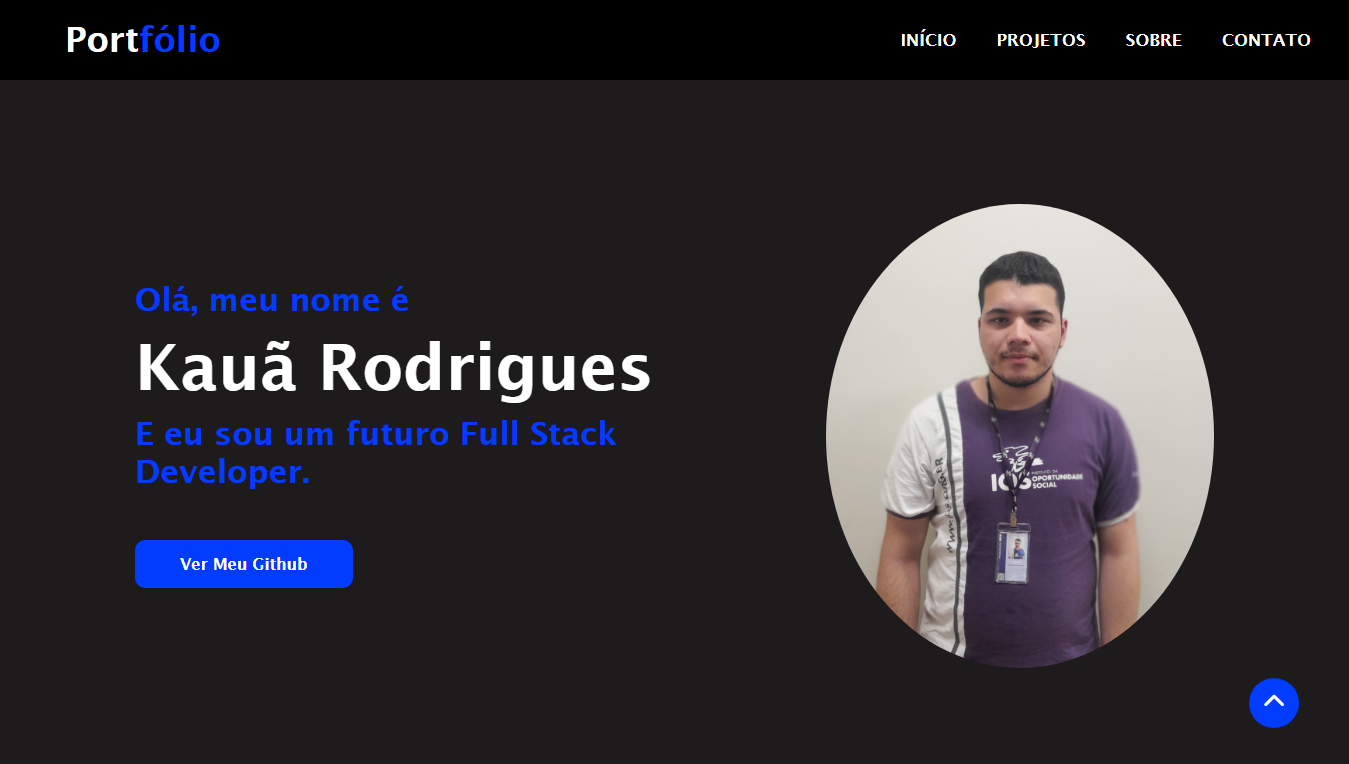 Portfólio
INÍCIO PROJETOS SOBRE CONTATO
Olá, meu nome é
Kauã Rodrigues
E eu sou um futuro Full Stack
Developer.
Ver Meu Github
IOS INSTITUTO DA
OPORTUNIDADE
SOCIAL